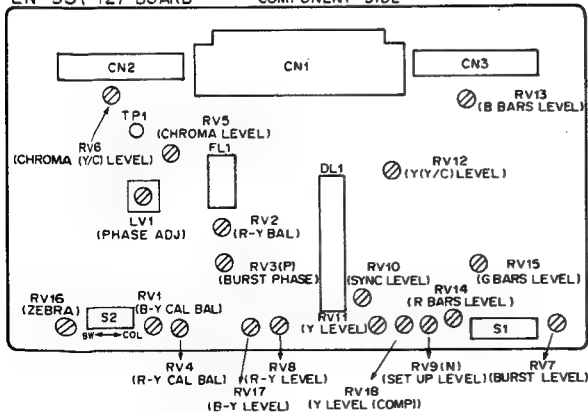 EN-33(-12) BOARD COMPONENT SIDE
CN2
CN1
CN3
TP1
RV6
(CHROMA (Y/C) LEVEL)
RV5
(CHROMA LEVEL)
FL1
RV13
(B BARS LEVEL)
DL1
RV12
(Y(Y/C) LEVEL)
LV1
(PHASE ADJ)
RV2
(R-Y BAL)
RV3(P)
(BURST PHASE)
RV10
(SYNC LEVEL)
RV15
(G BARS LEVEL)
RV14
(R BARS LEVEL)
RV16
(ZEBRA)
S2
BW COL
RV1
(B-Y CAL BAL)
RV11
(Y LEVEL)
S1
RV4
(R-Y CAL BAL)
RV17
(B-Y LEVEL)
RV8
(R-Y LEVEL)
RV18
(Y LEVEL (COMP))
RV9(N)
(SET UP LEVEL)
RV7
(BURST LEVEL)